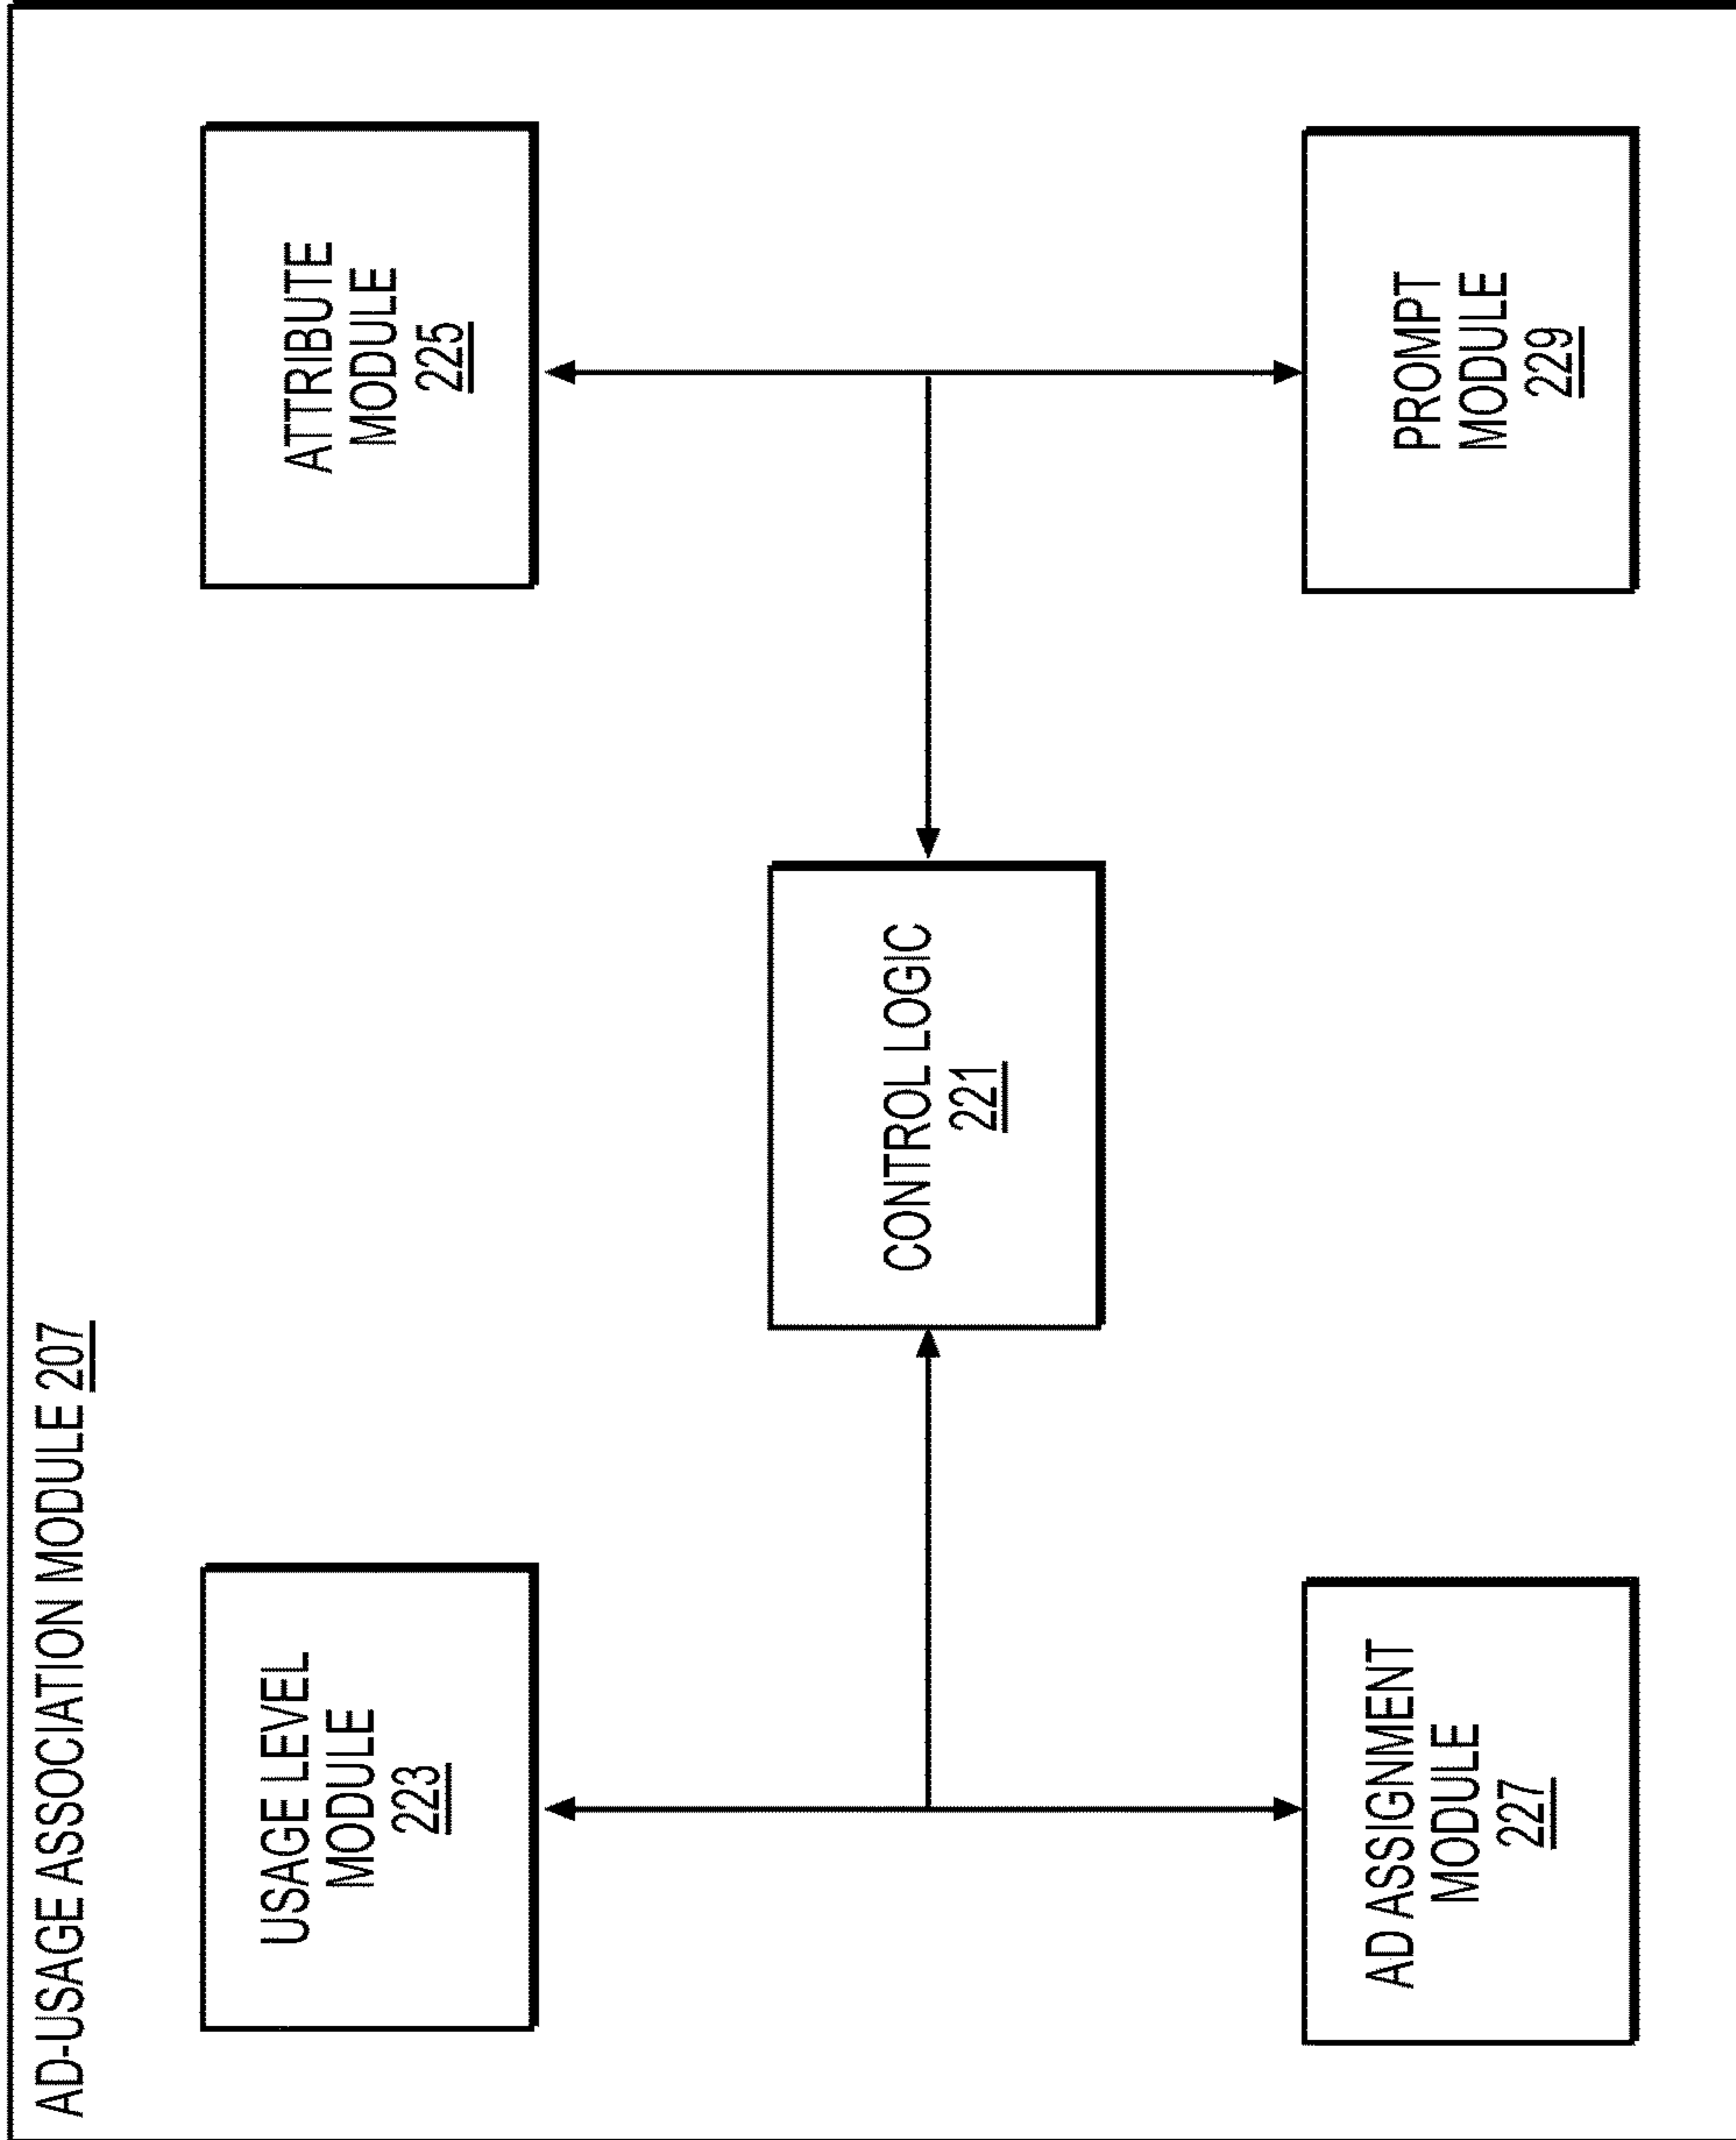 AD-USAGE ASSOCIATION MODULE 207
USAGE LEVEL
MODULE
223
ATTRIBUTE
MODULE
225
CONTROL LOGIC
221
AD ASSIGNMENT
MODULE
227
PROMPT
MODULE
229